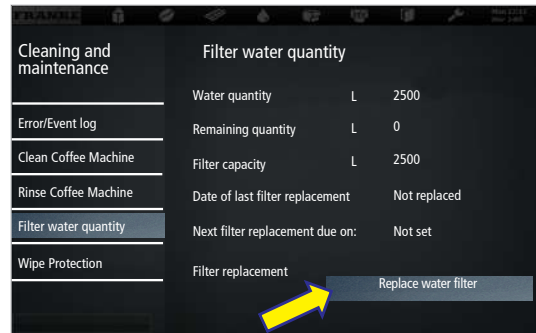 FRANKE
Cleaning and
maintenance
Error/Event log
Clean Coffee Machine
Rinse Coffee Machine
Filter water quantity
Wipe Protection
Filter water quantity
Water quantity L 2500
Remaining quantity L 0
Filter capacity L 2500
Date of last filter replacement Not replaced
Next filter replacement due on: Not set
Filter replacement
Replace water filter